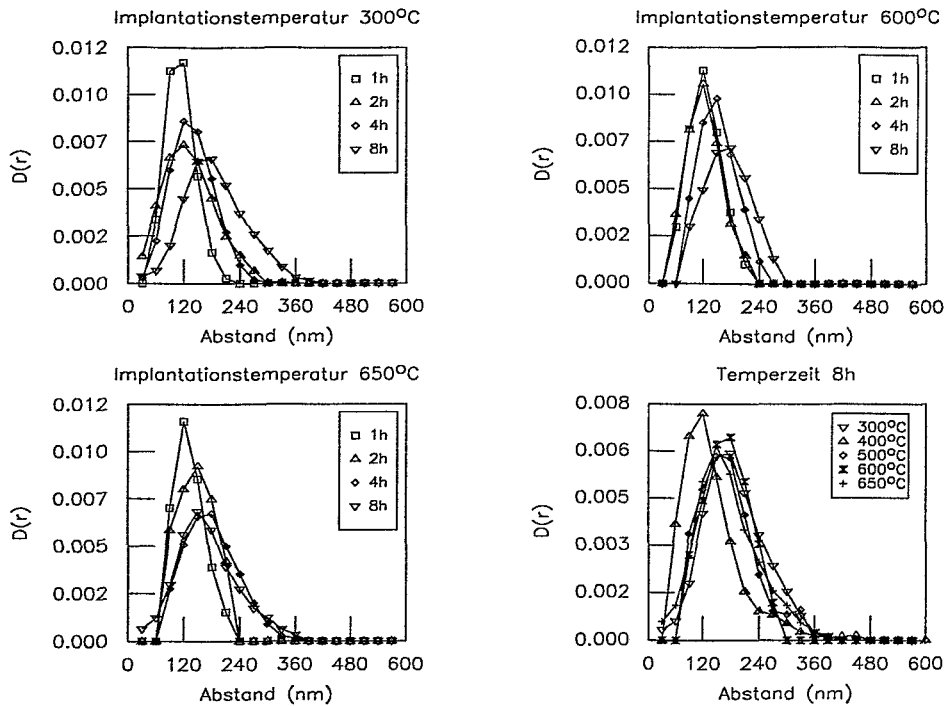 Implantationstemperatur 300°C
0.012
0.010
0.007
0.005
0.002
0.000
D(r)
1h
2h
4h
8h
0 120 240 360 480 600
Abstand (nm)
Implantationstemperatur 600°C
0.012
0.010
0.007
0.005
0.002
0.000
D(r)
1h
2h
4h
8h
0 120 240 360 480 600
Abstand (nm)
Implantationstemperatur 650°C
0.012
0.010
0.007
0.005
0.002
0.000
D(r)
1h
2h
4h
8h
0 120 240 360 480 600
Abstand (nm)
Temperzeit 8h
0.008
0.006
0.005
0.003
0.002
0.000
D(r)
300°C
400°C
500°C
600°C
650°C
0 120 240 360 480 600
Abstand (nm)